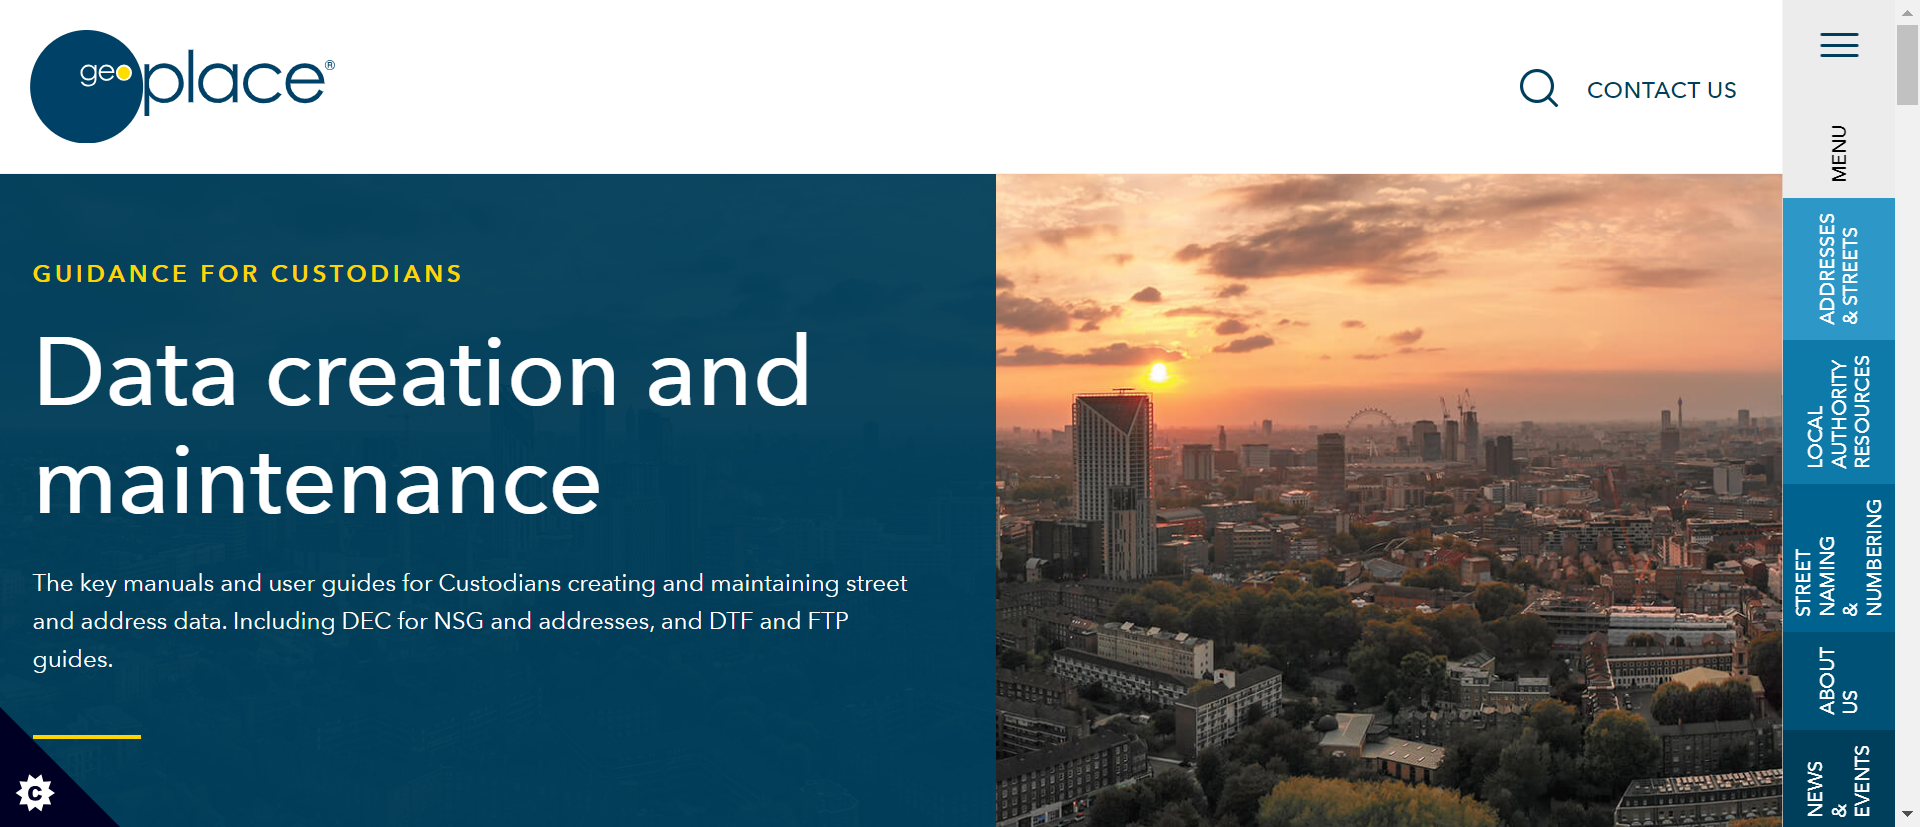 geoplace®
CONTACT US
MENU
ADDRESSES
& STREETS
LOCAL
AUTHORITY
RESOURCES
STREET
NAMING
&
NUMBERING
ABOUT
US
NEWS
&
EVENTS
GUIDANCE FOR CUSTODIANS
Data creation and
maintenance
The key manuals and user guides for Custodians creating and maintaining street
and address data. Including DEC for NSG and addresses, and DTF and FTP
guides.
C